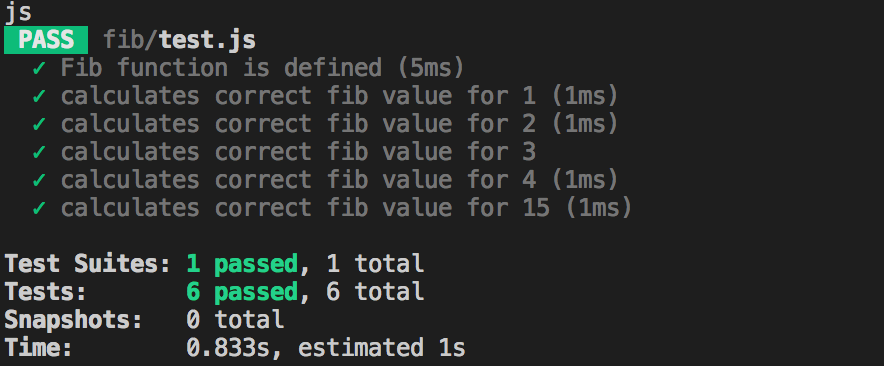 js
PASS fib/test.js
✓ Fib function is defined (5ms)
✓ calculates correct fib value for 1 (1ms)
✓ calculates correct fib value for 2 (1ms)
✓ calculates correct fib value for 3
✓ calculates correct fib value for 4 (1ms)
✓ calculates correct fib value for 15 (1ms)
Test Suites: 1 passed, 1 total
Tests: 6 passed, 6 total
Snapshots: 0 total
Time: 0.833s, estimated 1s